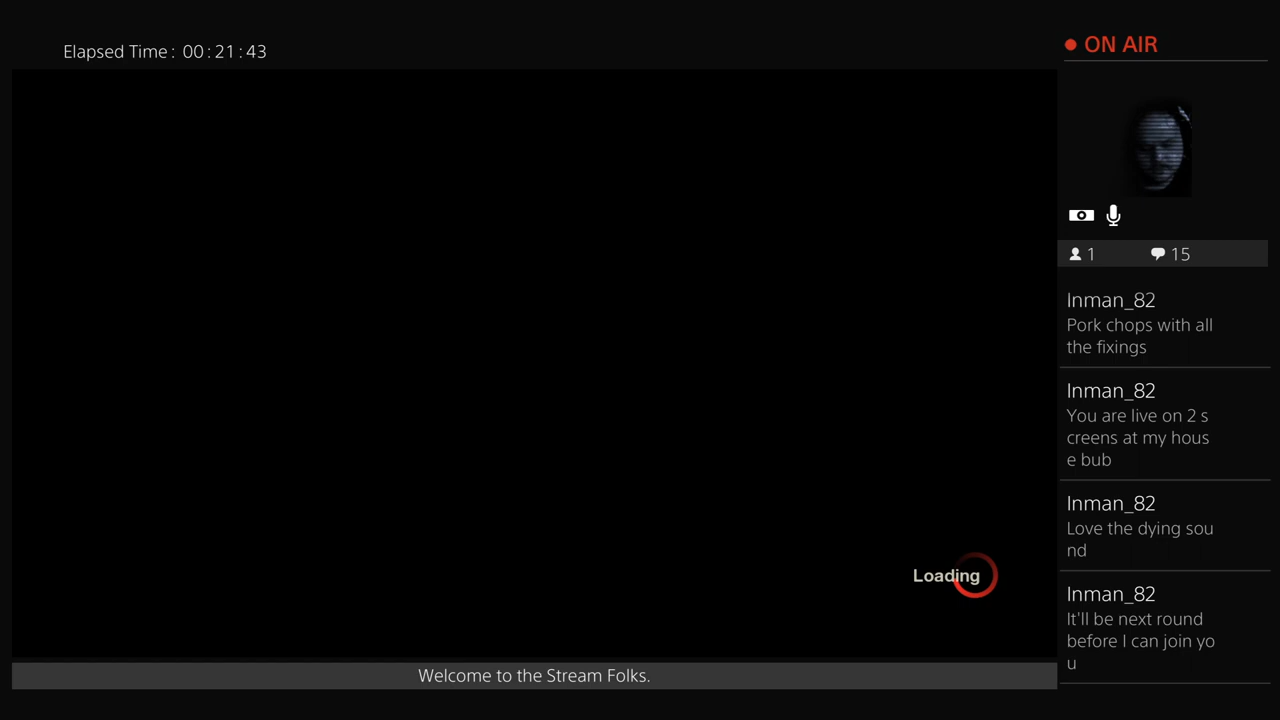 Elapsed Time: 00:21:43
ON AIR
1 15
Inman_82
Pork chops with all
the fixings
Inman_82
You are live on 2 s
creens at my hous
e bub
Inman_82
Love the dying sou
nd
Inman_82
It'll be next round
before I can join yo
u
Loading
Welcome to the Stream Folks.